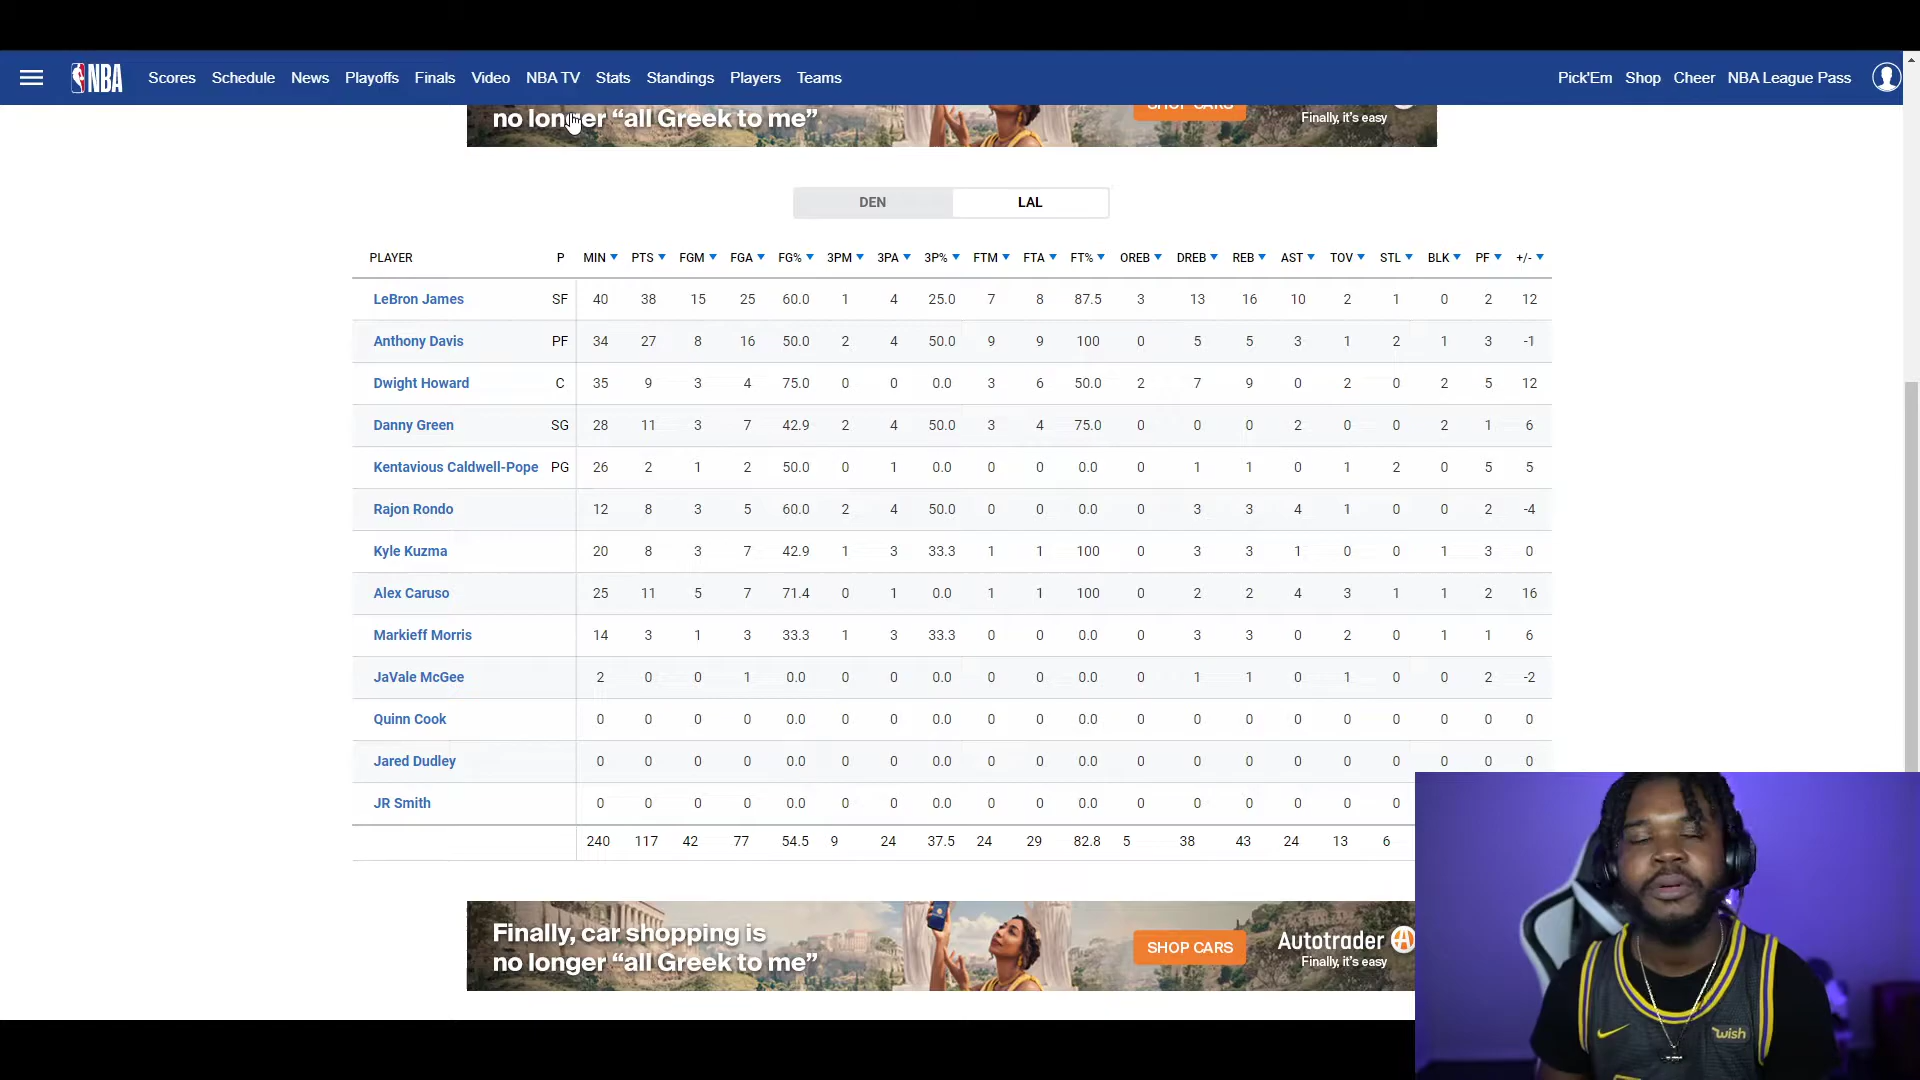 NBA Scores Schedule News Playoffs Finals Video NBA TV Stats Standings Players Teams Pick'Em Shop Cheer NBA League Pass
SHOP CARS
no longer “all Greek to me” Finally, it's easy
DEN LAL
PLAYER P MIN PTS FGM FGA FG% 3PM 3PA 3P% FTM FTA FT% OREB DREB REB AST TOV STL BLK PF +/-
LeBron James SF 40 38 15 25 60.0 1 4 25.0 7 8 87.5 3 13 16 10 2 1 0 2 12
Anthony Davis PF 34 27 8 16 50.0 2 4 50.0 9 9 100 0 5 5 3 1 2 1 3 -1
Dwight Howard C 35 9 3 4 75.0 0 0 0.0 3 6 50.0 2 7 9 0 2 0 2 5 12
Danny Green SG 28 11 3 7 42.9 2 4 50.0 3 4 75.0 0 0 0 2 0 0 2 1 6
Kentavious Caldwell-Pope PG 26 2 1 2 50.0 0 1 0.0 0 0 0.0 0 1 1 0 1 2 0 5 5
Rajon Rondo 12 8 3 5 60.0 2 4 50.0 0 0 0.0 0 3 3 4 1 0 0 2 -4
Kyle Kuzma 20 8 3 7 42.9 1 3 33.3 1 1 100 0 3 3 1 0 0 1 3 0
Alex Caruso 25 11 5 7 71.4 0 1 0.0 1 1 100 0 2 2 4 3 1 1 2 16
Markieff Morris 14 3 1 3 33.3 1 3 33.3 0 0 0.0 0 3 3 0 2 0 1 1 6
JaVale McGee 2 0 0 1 0.0 0 0 0.0 0 0 0.0 0 1 1 0 1 0 0 2 -2
Quinn Cook 0 0 0 0 0.0 0 0 0.0 0 0 0.0 0 0 0 0 0 0 0 0 0
Jared Dudley 0 0 0 0 0.0 0 0 0.0 0 0 0.0 0 0 0 0 0 0 0 0 0
JR Smith 0 0 0 0 0.0 0 0 0.0 0 0 0.0 0 0 0 0 0 0
240 117 42 77 54.5 9 24 37.5 24 29 82.8 5 38 43 24 13 6
Finally, car shopping is
no longer “all Greek to me”
SHOP CARS
Autotrader
Finally, it's easy
wish